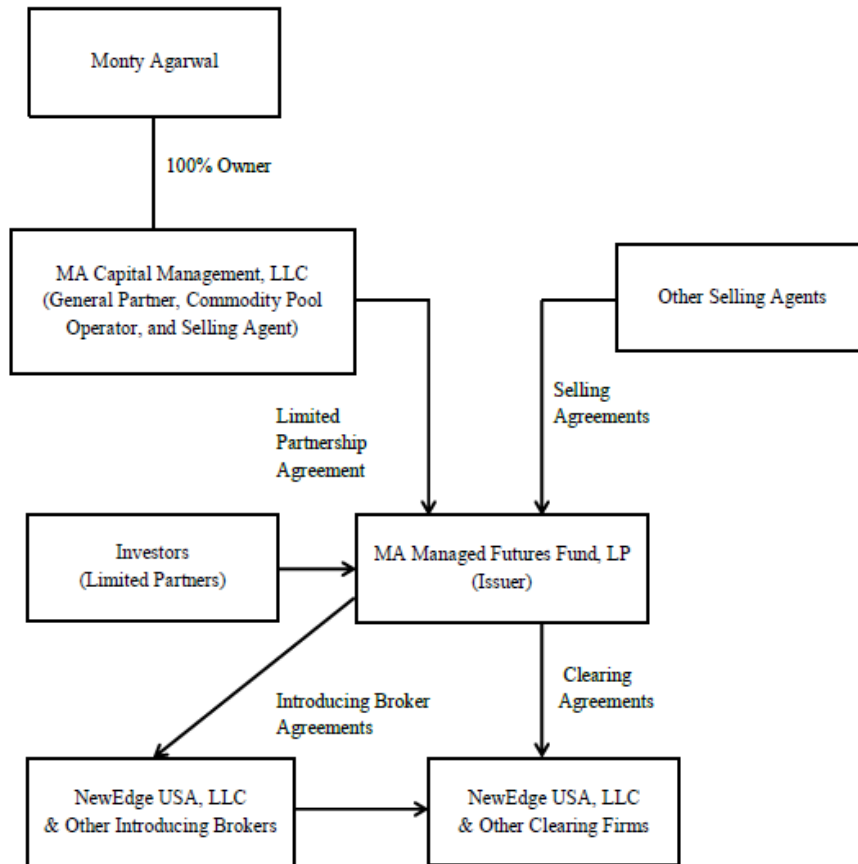 Monty Agarwal
100% Owner
MA Capital Management, LLC
(General Partner, Commodity Pool
Operator, and Selling Agent)
Other Selling Agents
Limited
Partnership
Agreement
Selling
Agreements
Investors
(Limited Partners)
MA Managed Futures Fund, LP
(Issuer)
Introducing Broker
Agreements
Clearing
Agreements
NewEdge USA, LLC
& Other Introducing Brokers
NewEdge USA, LLC
& Other Clearing Firms